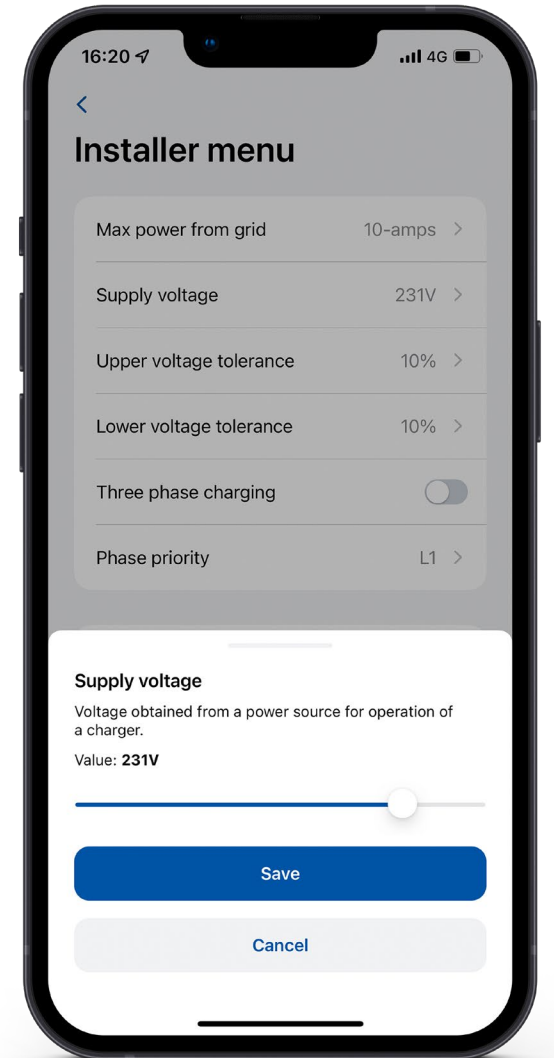 16:20 4G
Installer menu
Max power from grid 10-amps
Supply voltage 231V
Upper voltage tolerance 10%
Lower voltage tolerance 10%
Three phase charging
Phase priority L1
Supply voltage
Voltage obtained from a power source for operation of
a charger.
Value: 231V
Save
Cancel